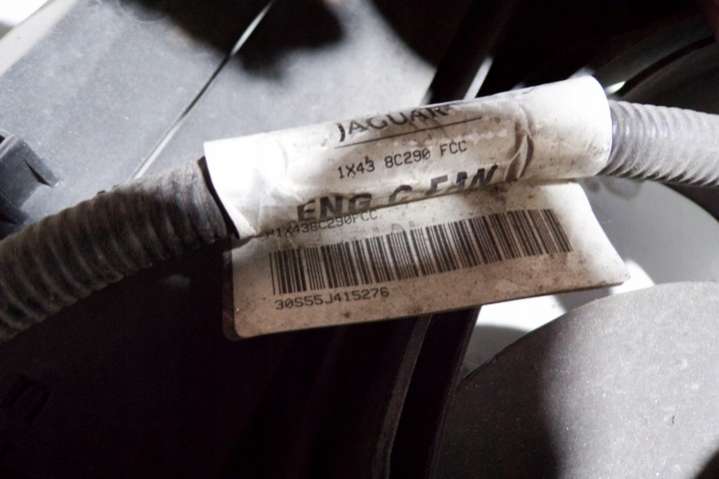 JAGUAR
1X43 8C290 FCC
ENG C FAN
1X438C290FCC
30S55J415276